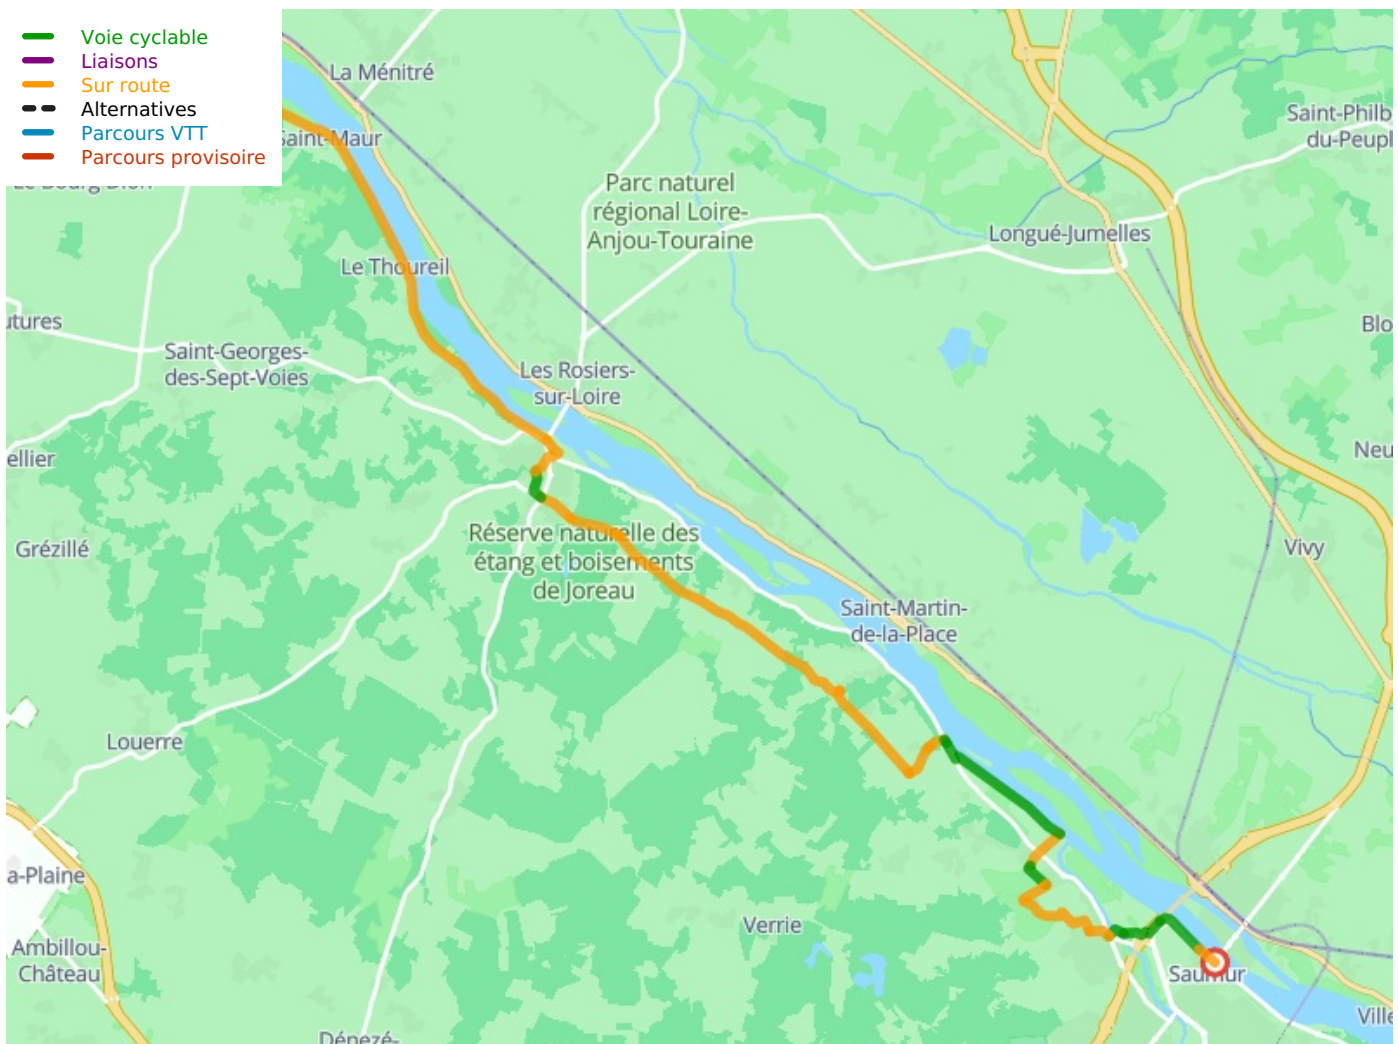 Voie cyclable
Liaisons
Sur route
Alternatives
Parcours VTT
Parcours provisoire
La Ménitré
Saint-Maur
Saint-Philb
du-Peupl
Parc naturel
régional Loire-
Anjou-Touraine
Longué-Jumelles
Le Thoureil
utures
Blo
Saint-Georges-
des-Sept-Voies
Les Rosiers-
sur-Loire
ellier
Neu
Grézillé
Réserve naturelle des
étang et boisements
de Joreau
Vivy
Saint-Martin-
de-la-Place
Louerre
a-Plaine
Verrie
Ambillou-
Château
Saumur
Ville
Dénezé-